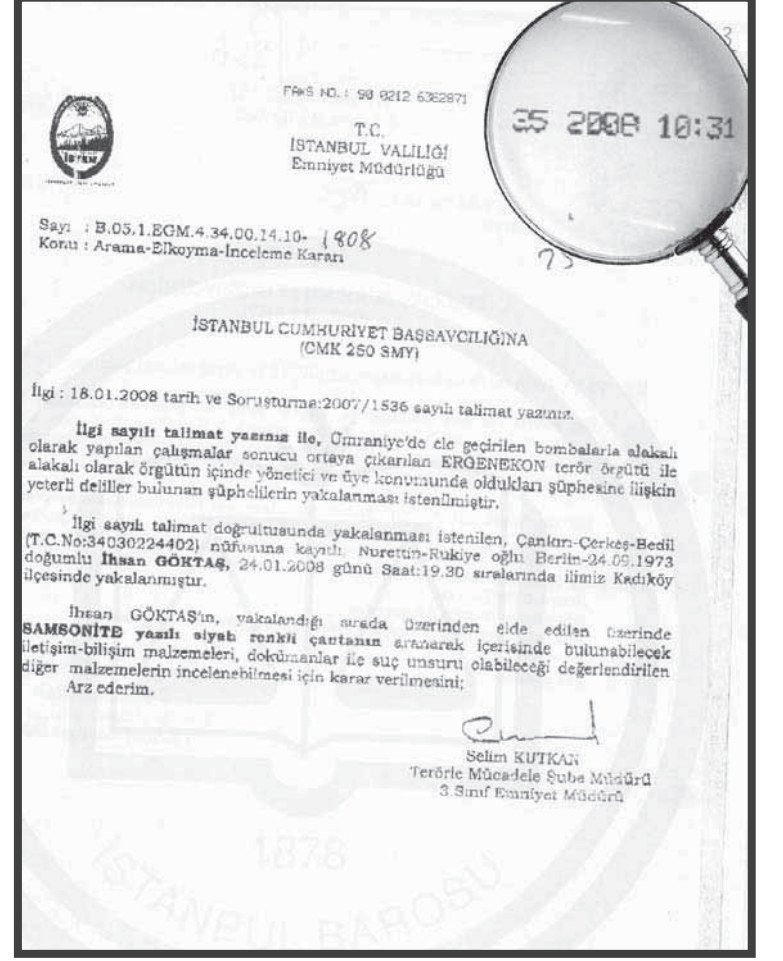 3
FAKS NO. : 90 0212 6362871
35 2008 10:31
T.C.
İSTANBUL VALİLİĞİ
Emniyet Müdürlüğü
Sayı : B.05.1.EGM.4.34.00.14.10- 1808
Konu : Arama-Elkoyma-İnceleme Kararı
75
İSTANBUL CUMHURİYET BAŞSAVCILIĞINA
(CMK 250 SMY)
İlgi : 18.01.2008 tarih ve Soruşturma:2007/1536 sayılı talimat yazınız.
İlgi sayılı talimat yazınız ile, Ümraniye'de ele geçirilen bombalarla alakalı
olarak yapılan çalışmalar sonucu ortaya çıkarılan ERGENEKON terör örgütü ile
alakalı olarak örgütün içinde yönetici ve üye konumunda oldukları şüphesine ilişkin
yeterli deliller bulunan şüphelilerin yakalanması istenilmiştir.
İlgi sayılı talimat doğrultusunda yakalanması istenilen, Çankırı-Çerkeş-Bedil
(T.C.No:34030224402) nüfusuna kayıtlı, Nurettin-Rukiye oğlu Berlin-24.09.1973
doğumlu İhsan GÖKTAŞ, 24.01.2008 günü Saat:19.30 sıralarında ilimiz Kadıköy
ilçesinde yakalanmıştır.
İhsan GÖKTAŞ'ın, yakalandığı sırada üzerinden elde edilen üzerinde
SAMSONİTE yazılı siyah renkli çantanın aranarak içerisinde bulunabilecek
iletişim-bilişim malzemeleri, dokümanlar ile suç unsuru olabileceği değerlendirilen
diğer malzemelerin incelenebilmesi için karar verilmesini;
Arz ederim.
Selim KUTKAN
Terörle Mücadele Şube Müdürü
3.Sınıf Emniyet Müdürü
1878
İSTANBUL BAROSU